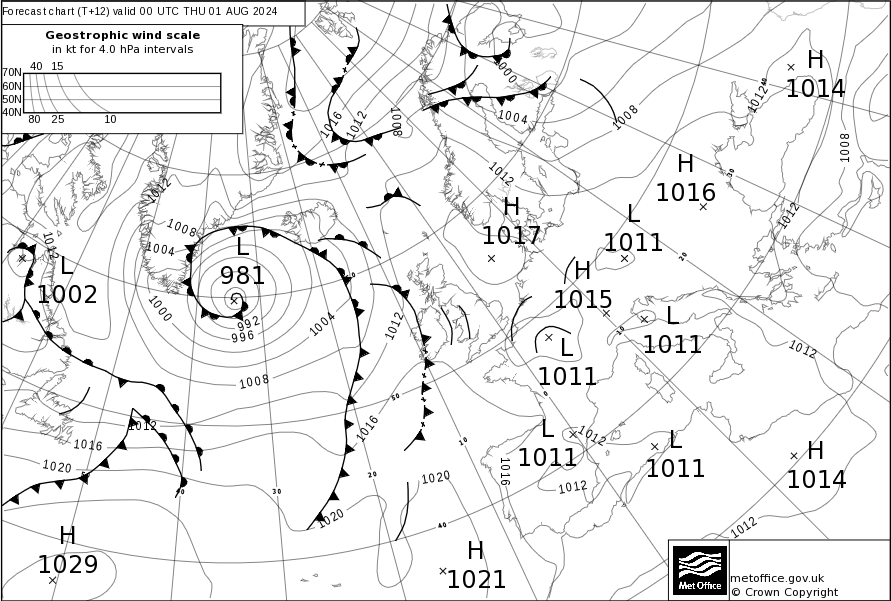 Forecast chart (T+12) valid 00 UTC THU 01 AUG 2024
Geostrophic wind scale
in kt for 4.0 hPa intervals
40 15
70N
60N
50N
40N
80 25 10
1016
1012
1008
1000
1004
1008
1012
H
1014
1008
1012
1012
H
1016
L
1011
H
1017
1012
1008
1004
1012
L
981
L
1002
1000
992
996
1004
1008
1012
H
1015
L
1011
L
1011
1012
20
30
40
10
0
50
1012
1016
1020
1016
L
1011
1012
1016
1012
L
1011
H
1014
1012
40
30
20
10
1020
1020
40
H
1029
H
1021
Met Office
metoffice.gov.uk
© Crown Copyright